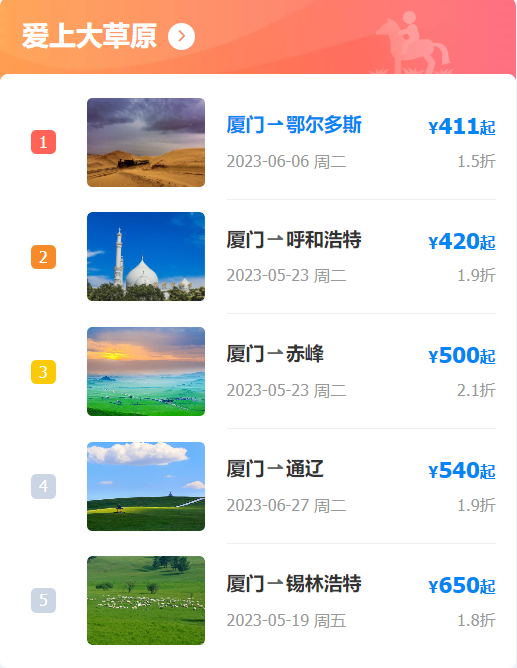 爱上大草原
1
厦门⇀鄂尔多斯
¥411起
2023-06-06 周二
1.5折
2
厦门⇀呼和浩特
¥420起
2023-05-23 周二
1.9折
3
厦门⇀赤峰
¥500起
2023-05-23 周二
2.1折
4
厦门⇀通辽
¥540起
2023-06-27 周二
1.9折
5
厦门⇀锡林浩特
¥650起
2023-05-19 周五
1.8折